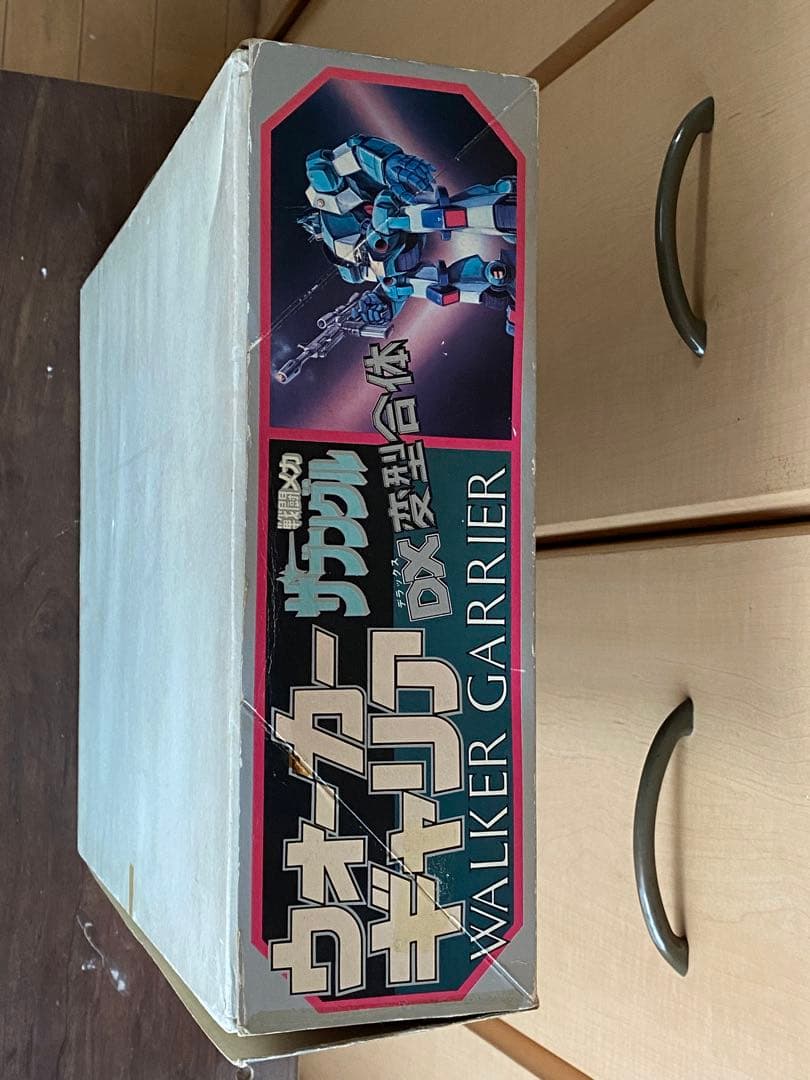 戦闘メカ
ザブングル
デラックス
DX変型合体
ウォーカー
ギャリア
WALKER GARRIER